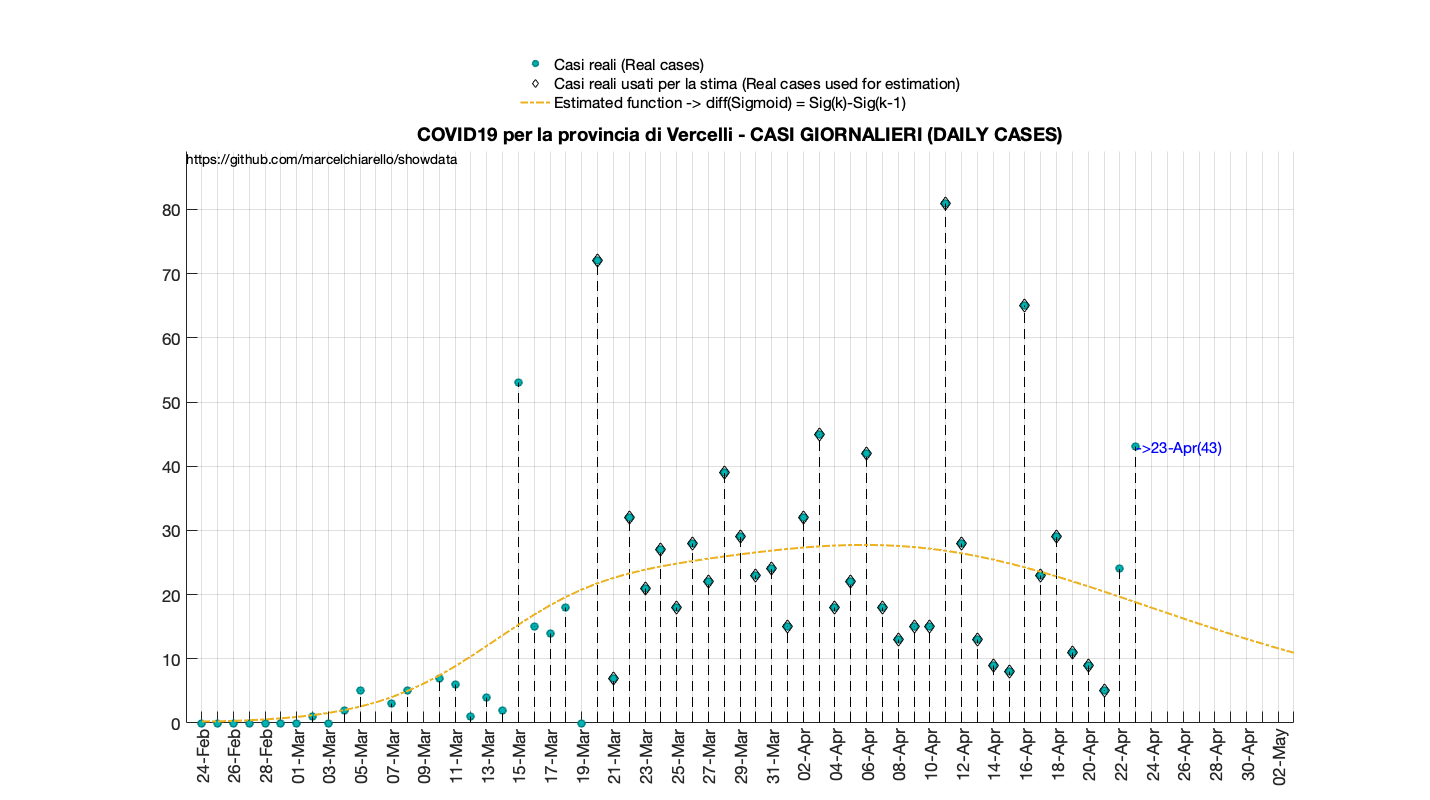 Casi reali (Real cases)
Casi reali usati per la stima (Real cases used for estimation)
Estimated function -> diff(Sigmoid) = Sig(k)-Sig(k-1)
COVID19 per la provincia di Vercelli - CASI GIORNALIERI (DAILY CASES)
https://github.com/marcelchiarello/showdata
80
70
60
50
40
30
20
10
0
->23-Apr(43)
24-Feb
26-Feb
28-Feb
01-Mar
03-Mar
05-Mar
07-Mar
09-Mar
11-Mar
13-Mar
15-Mar
17-Mar
19-Mar
21-Mar
23-Mar
25-Mar
27-Mar
29-Mar
31-Mar
02-Apr
04-Apr
06-Apr
08-Apr
10-Apr
12-Apr
14-Apr
16-Apr
18-Apr
20-Apr
22-Apr
24-Apr
26-Apr
28-Apr
30-Apr
02-May